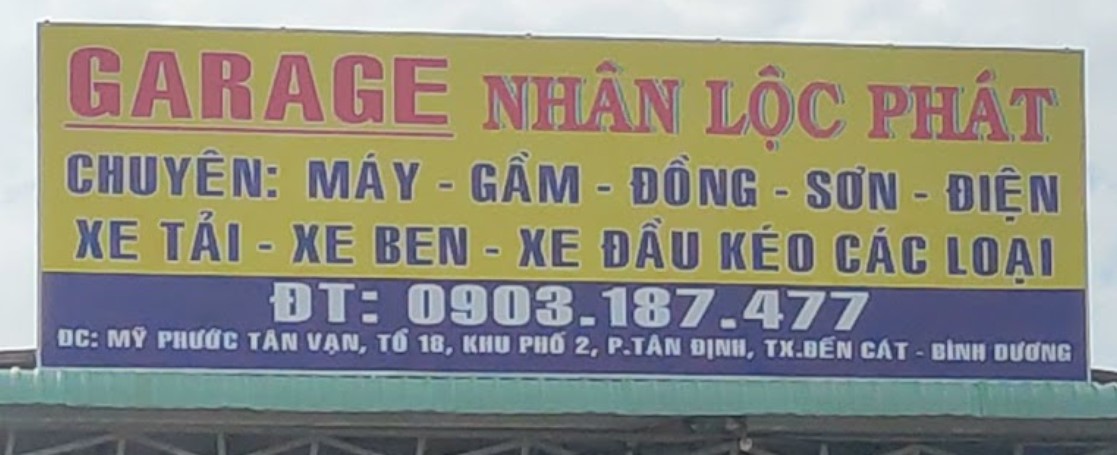 GARAGE NHÂN LỘC PHÁT
CHUYÊN: MÁY - GẦM - ĐỒNG - SƠN - ĐIỆN
XE TẢI - XE BEN - XE ĐẦU KÉO CÁC LOẠI
ĐT: 0903.187.477
ĐC: MỸ PHƯỚC TÂN VẠN, TỔ 18, KHU PHỐ 2, P.TÂN ĐỊNH, TX.BẾN CÁT - BÌNH DƯƠNG